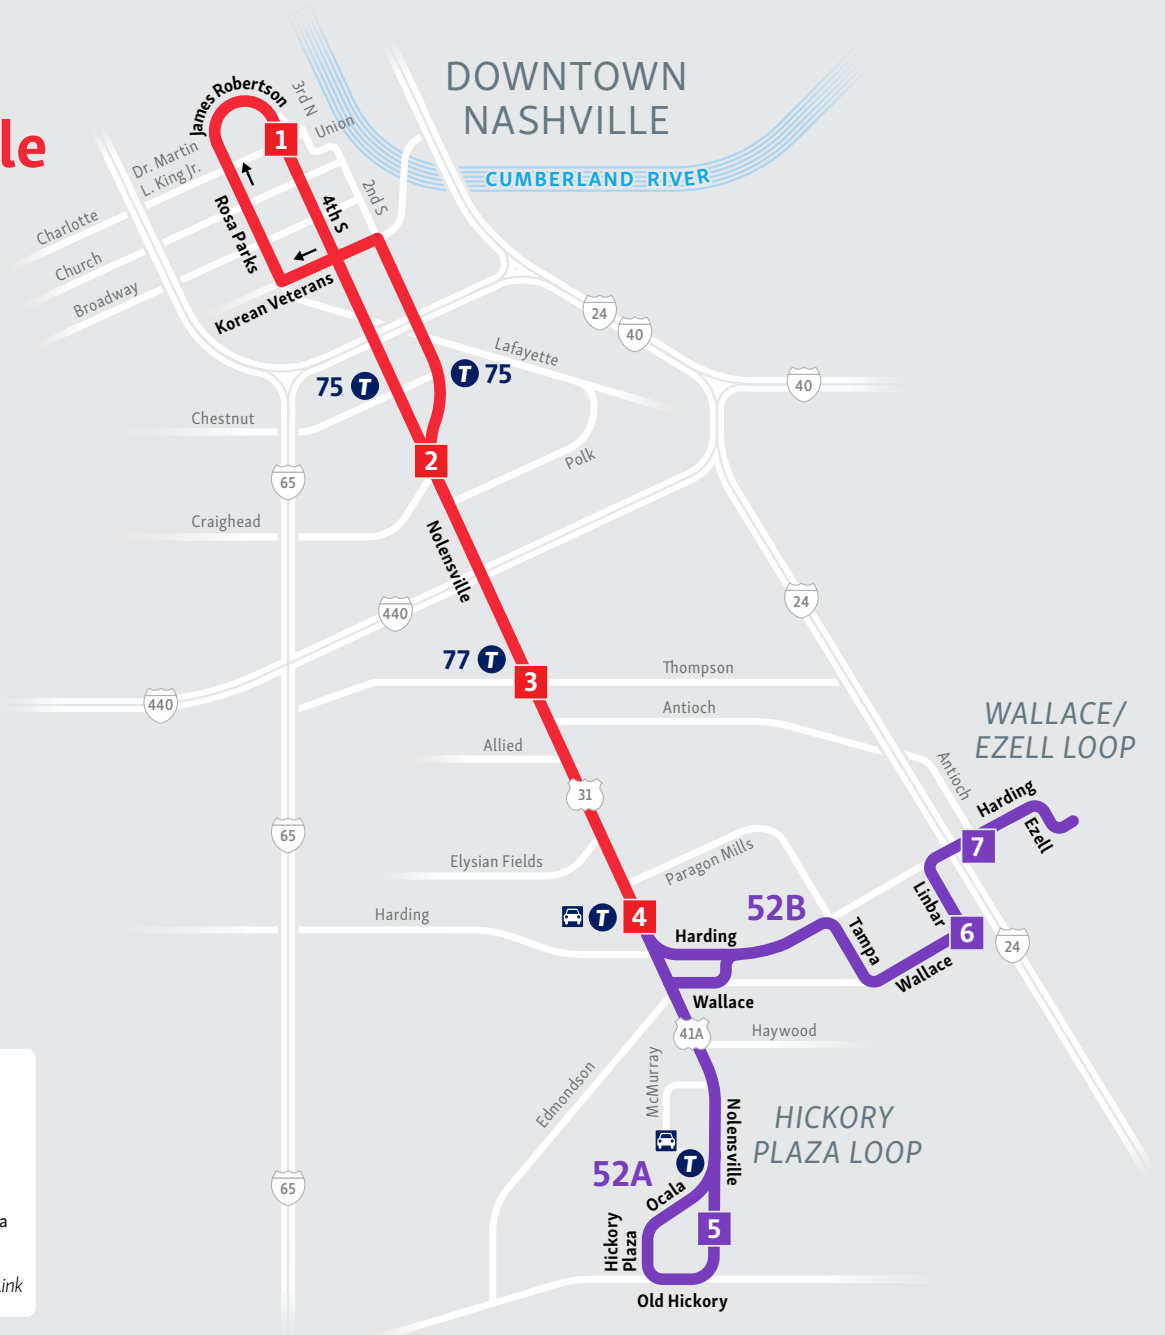 DOWNTOWN
NASHVILLE
CUMBERLAND RIVER
le
James Robertson
3rd N
Union
1
Dr. Martin
L. King Jr.
Charlotte
Church
Broadway
Rosa Parks
4th S
2nd S
Korean Veterans
24
40
40
Lafayette
75 T
T 75
Chestnut
2
Polk
65
Craighead
Nolensville
440
24
77 T
3
Thompson
440
Antioch
Allied
WALLACE/
EZELL LOOP
Antioch
31
Harding
Ezell
65
7
Elysian Fields
Paragon Mills
Harding
T
4
52B
Harding
Linbar
Tampa
6
24
Wallace
Wallace
41A
Haywood
Edmondson
McMurray
Nolensville
HICKORY
PLAZA LOOP
T
52A
Ocala
65
5
Hickory
Plaza
Old Hickory
a
ink